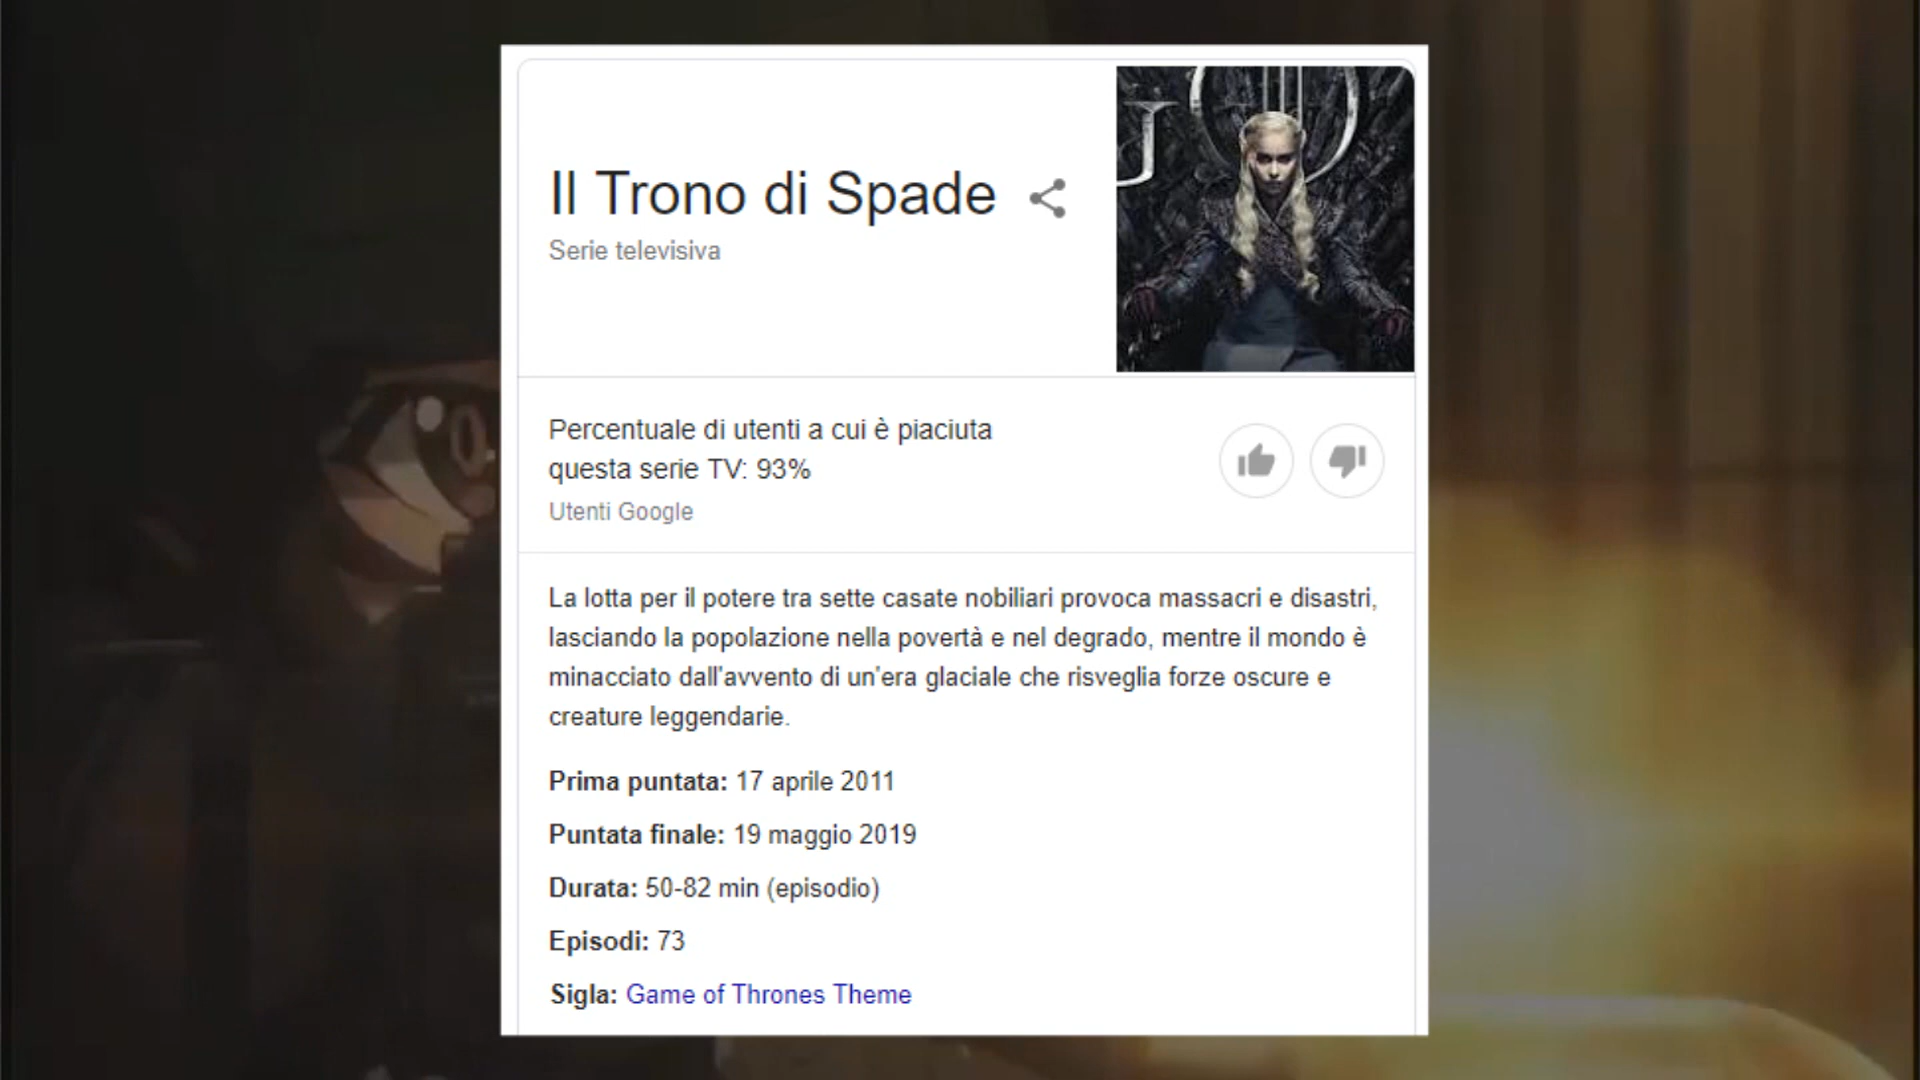 GO
Il Trono di Spade
Serie televisiva
Percentuale di utenti a cui è piaciuta
questa serie TV: 93%
Utenti Google
La lotta per il potere tra sette casate nobiliari provoca massacri e disastri,
lasciando la popolazione nella povertà e nel degrado, mentre il mondo è
minacciato dall'avvento di un'era glaciale che risveglia forze oscure e
creature leggendarie.
Prima puntata: 17 aprile 2011
Puntata finale: 19 maggio 2019
Durata: 50-82 min (episodio)
Episodi: 73
Sigla: Game of Thrones Theme